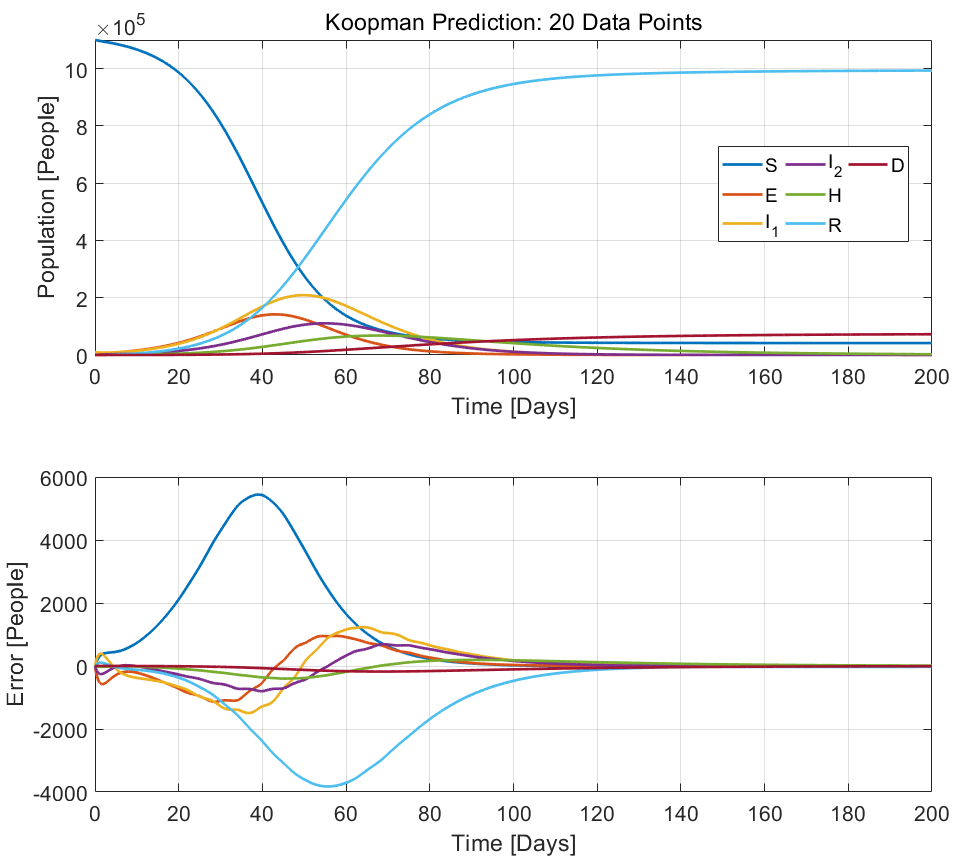 Koopman Prediction: 20 Data Points
×10^5
10
8
6
4
2
0
Population [People]
S I_2 D
E H
I_1 R
0 20 40 60 80 100 120 140 160 180 200
Time [Days]
6000
4000
2000
0
-2000
-4000
Error [People]
0 20 40 60 80 100 120 140 160 180 200
Time [Days]